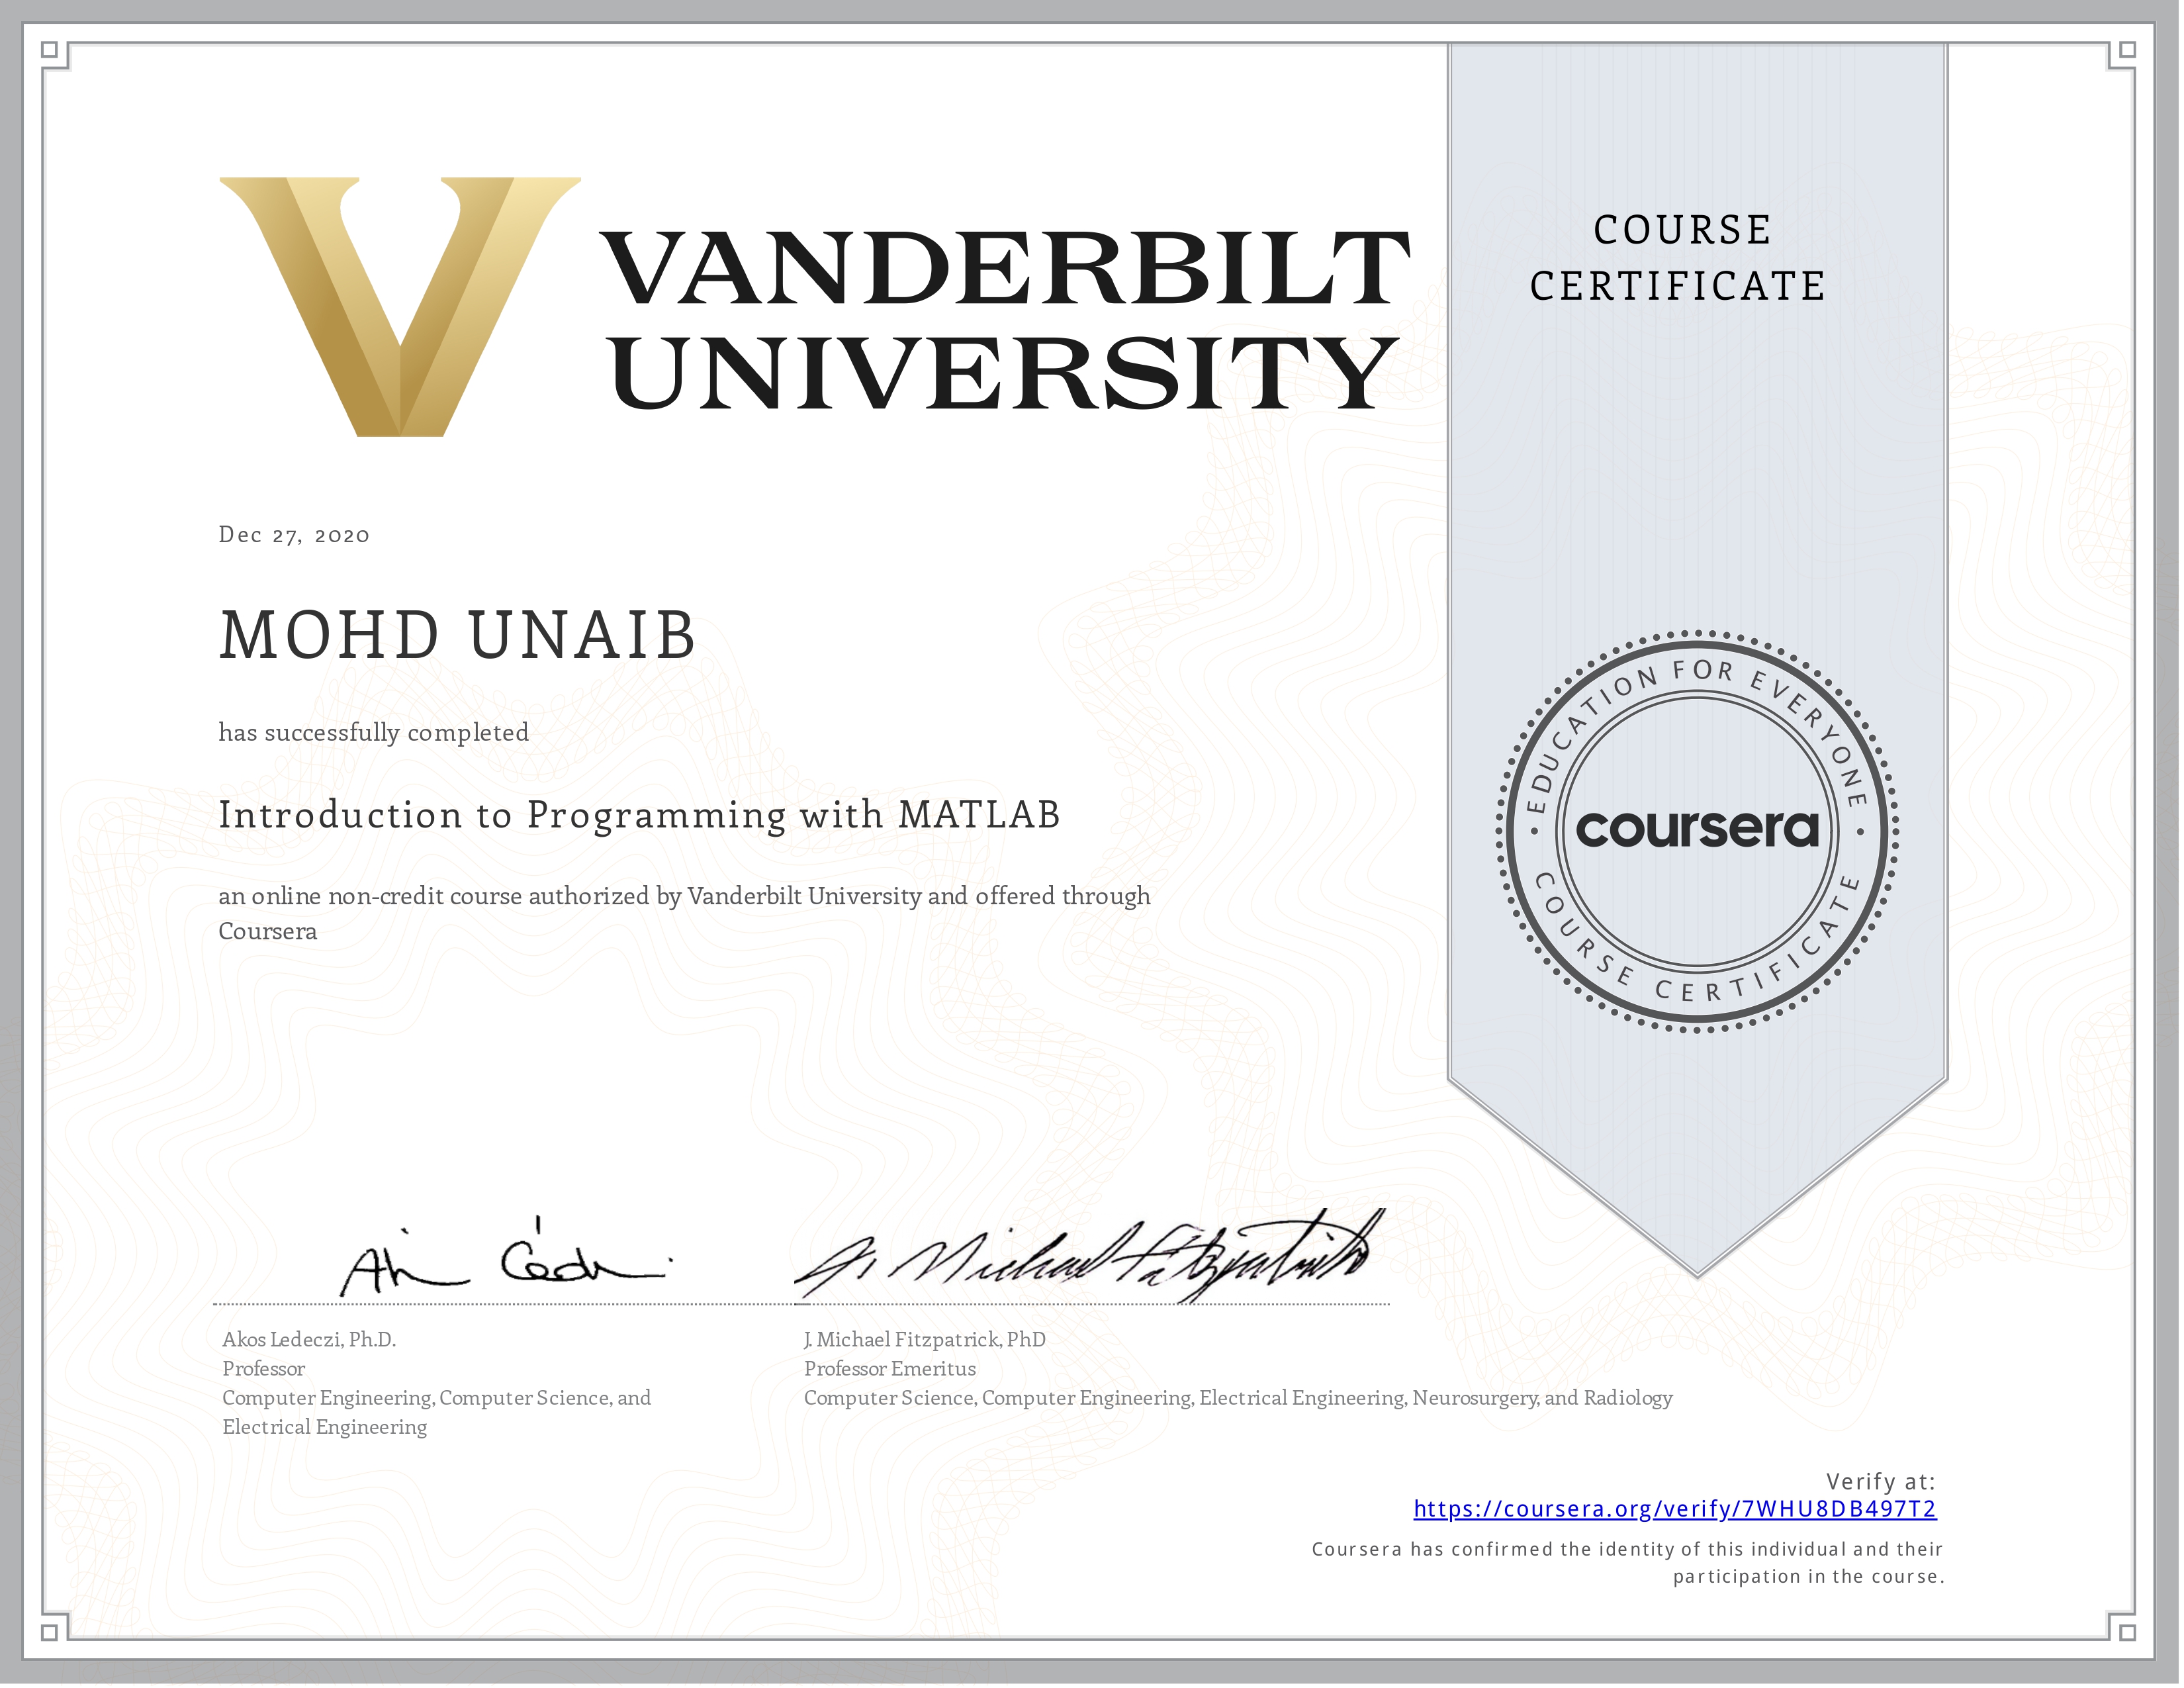 VANDERBILT
UNIVERSITY
COURSE
CERTIFICATE
Dec 27, 2020
MOHD UNAIB
has successfully completed
Introduction to Programming with MATLAB
an online non-credit course authorized by Vanderbilt University and offered through
Coursera
EDUCATION FOR EVERYONE
coursera
COURSE CERTIFICATE
J. Michael Fitzpatrick
Akos Ledeczi, Ph.D.
Professor
Computer Engineering, Computer Science, and
Electrical Engineering
J. Michael Fitzpatrick, PhD
Professor Emeritus
Computer Science, Computer Engineering, Electrical Engineering, Neurosurgery, and Radiology
Verify at:
https://coursera.org/verify/7WHU8DB497T2
Coursera has confirmed the identity of this individual and their
participation in the course.